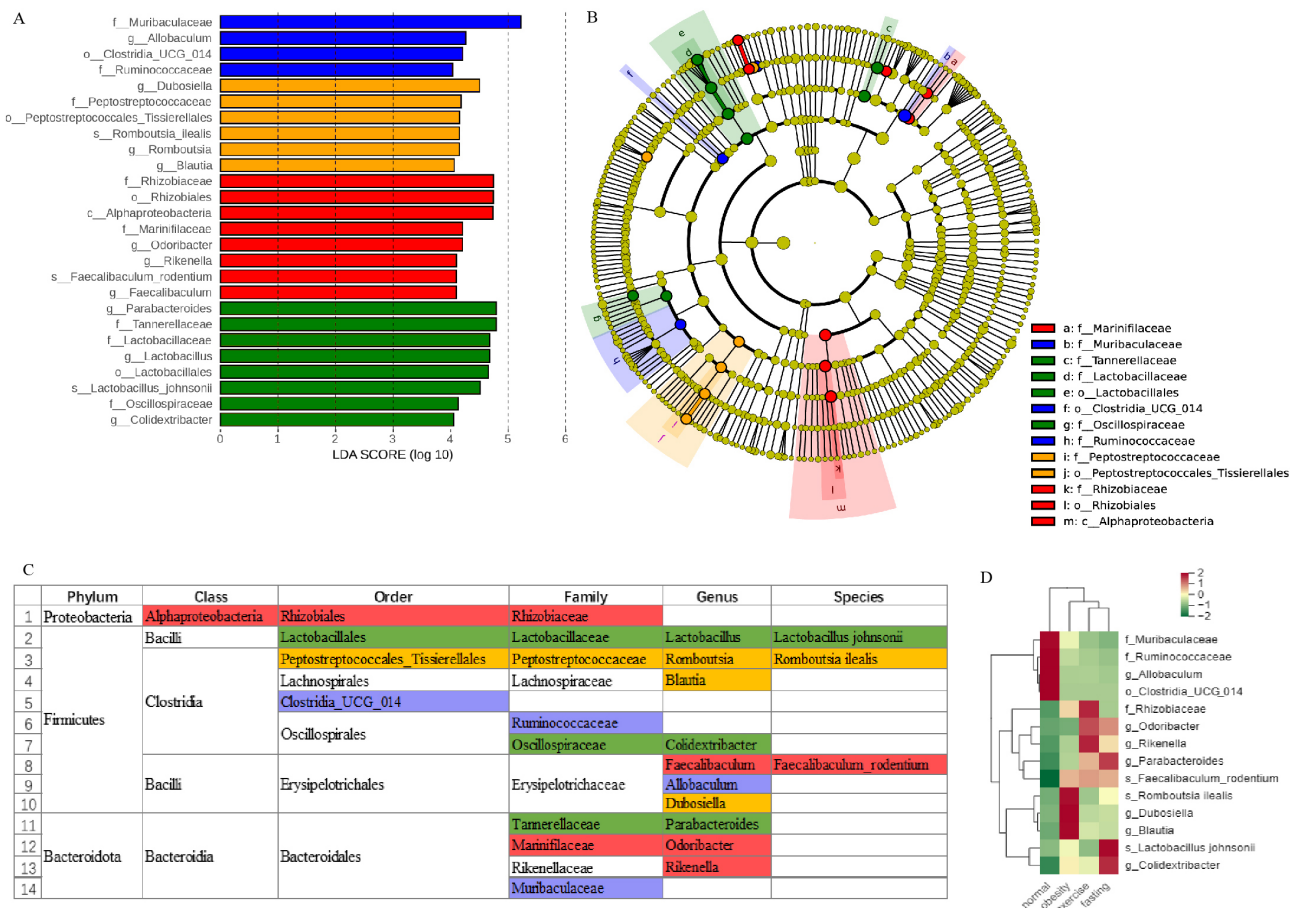 A
f__Muribaculaceae
g__Allobaculum
o__Clostridia_UCG_014
f__Ruminococcaceae
g__Dubosiella
f__Peptostreptococcaceae
o__Peptostreptococcales_Tissierellales
s__Romboutsia_ilealis
g__Romboutsia
g__Blautia
f__Rhizobiaceae
o__Rhizobiales
c__Alphaproteobacteria
f__Marinifilaceae
g__Odoribacter
g__Rikenella
s__Faecalibaculum_rodentium
g__Faecalibaculum
g__Parabacteroides
f__Tannerellaceae
f__Lactobacillaceae
g__Lactobacillus
o__Lactobacillales
s__Lactobacillus_johnsonii
f__Oscillospiraceae
g__Colidextribacter
0 1 2 3 4 5 6
LDA SCORE (log 10)
B
a
b
c
d
e
f
g
h
i
j
k
l
m
a: f__Marinifilaceae
b: f__Muribaculaceae
c: f__Tannerellaceae
d: f__Lactobacillaceae
e: o__Lactobacillales
f: o__Clostridia_UCG_014
g: f__Oscillospiraceae
h: f__Ruminococcaceae
i: f__Peptostreptococcaceae
j: o__Peptostreptococcales_Tissierellales
k: f__Rhizobiaceae
l: o__Rhizobiales
m: c__Alphaproteobacteria
C
Phylum Class Order Family Genus Species
1 Proteobacteria Alphaproteobacteria Rhizobiales Rhizobiaceae
2 Bacilli Lactobacillales Lactobacillaceae Lactobacillus Lactobacillus johnsonii
3 Peptostreptococcales_Tissierellales Peptostreptococcaceae Romboutsia Romboutsia ilealis
4 Lachnospirales Lachnospiraceae Blautia
5 Firmicutes Clostridia Clostridia_UCG_014
6 Oscillospirales Ruminococcaceae
7 Oscillospiraceae Colidextribacter
8 Faecalibaculum Faecalibaculum_rodentium
9 Bacilli Erysipelotrichales Erysipelotrichaceae Allobaculum
10 Dubosiella
11 Tannerellaceae Parabacteroides
12 Bacteroidota Bacteroidia Bacteroidales Marinifilaceae Odoribacter
13 Rikenellaceae Rikenella
14 Muribaculaceae
D
2
1
0
−1
−2
f_Muribaculaceae
f_Ruminococcaceae
g_Allobaculum
o_Clostridia_UCG_014
f_Rhizobiaceae
g_Odoribacter
g_Rikenella
g_Parabacteroides
s_Faecalibaculum_rodentium
s_Romboutsia ilealis
g_Dubosiella
g_Blautia
s_Lactobacillus johnsonii
g_Colidextribacter
normal obesity exercise fasting